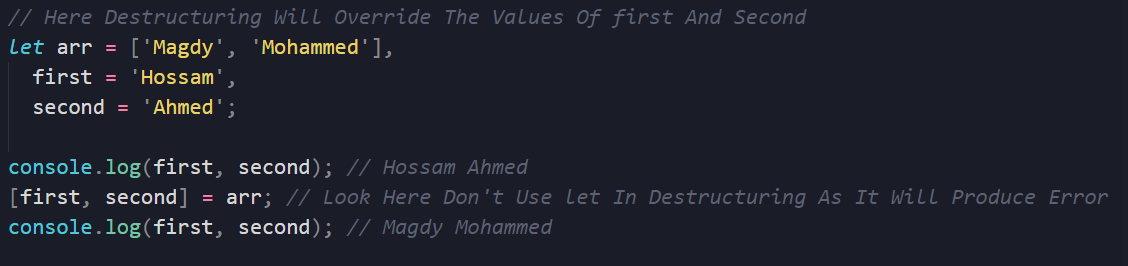 // Here Destructuring Will Override The Values Of first And Second
let arr = ['Magdy', 'Mohammed'],
  first = 'Hossam',
  second = 'Ahmed';

console.log(first, second); // Hossam Ahmed
[first, second] = arr; // Look Here Don't Use let In Destructuring As It Will Produce Error
console.log(first, second); // Magdy Mohammed